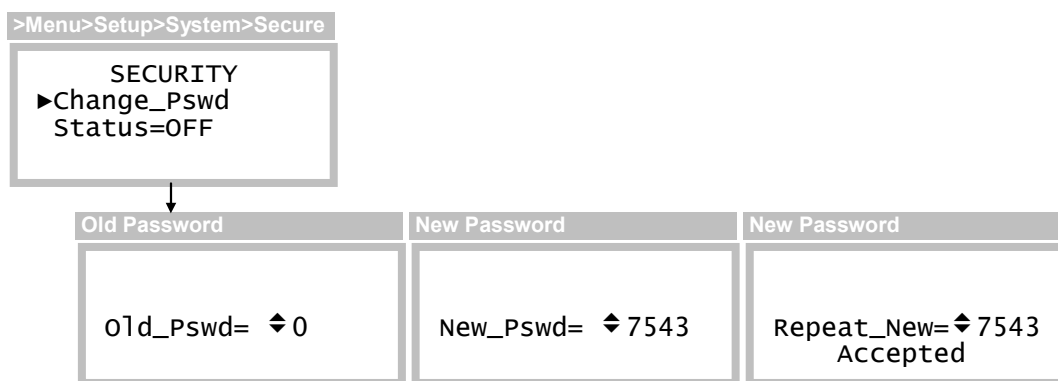 >Menu>Setup>System>Secure
SECURITY
►Change_Pswd
Status=OFF
Old Password
Old_Pswd= 0
New Password
New_Pswd= 7543
New Password
Repeat_New= 7543
Accepted